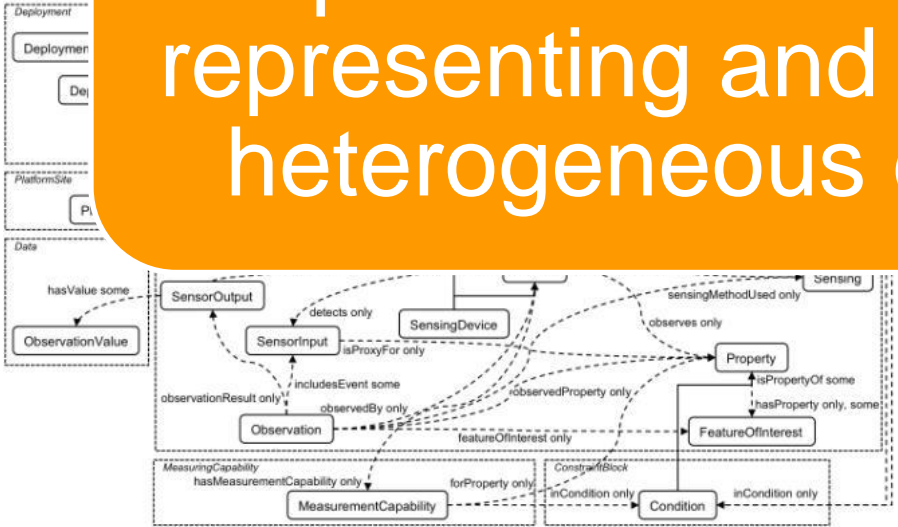 representing and
heterogeneous
Deployment
PlatformSite
Data
hasValue some
SensorOutput
ObservationValue
Sensing
sensingMethodUsed only
detects only
SensingDevice
observes only
SensorInput
isProxyFor only
Property
isPropertyOf some
includesEvent some
observationResult only
observedProperty only
hasProperty only, some
observedBy only
Observation
featureOfInterest only
FeatureOfInterest
MeasuringCapability
ConstraintBlock
hasMeasurementCapability only
forProperty only
inCondition only
inCondition only
MeasurementCapability
Condition